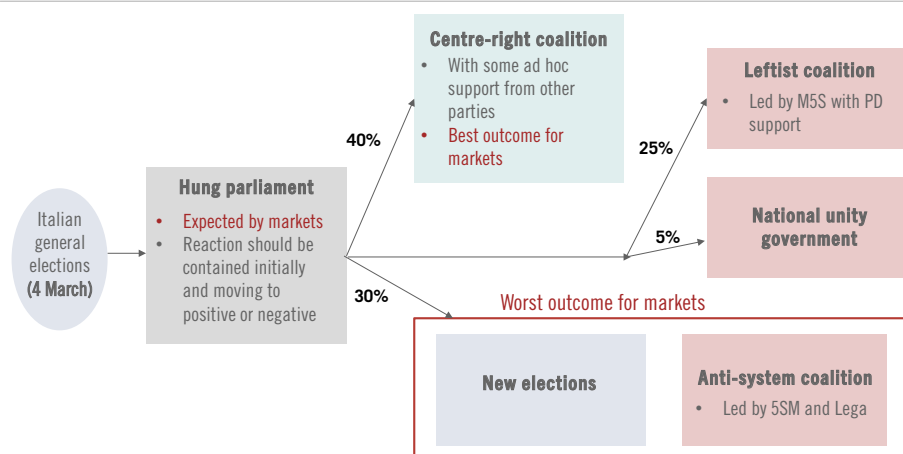 Italian
general
elections
(4 March)
Hung parliament
• Expected by markets
• Reaction should be
contained initially
and moving to
positive or negative
40%
30%
Centre-right coalition
• With some ad hoc
support from other
parties
• Best outcome for
markets
25%
5%
Leftist coalition
• Led by M5S with PD
support
National unity
government
Worst outcome for markets
New elections
Anti-system coalition
• Led by 5SM and Lega